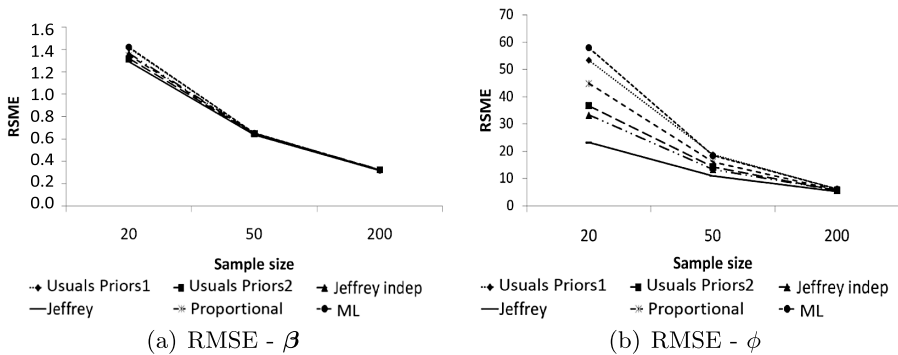 1.6
1.4
1.2
1.0
0.8
0.6
0.4
0.2
0.0
RSME
20 50 200
Sample size
Usuals Priors1 Usuals Priors2 Jeffrey indep
Jeffrey Proportional ML
(a) RMSE - β
70
60
50
40
30
20
10
0
RSME
20 50 200
Sample size
Usuals Priors1 Usuals Priors2 Jeffrey indep
Jeffrey Proportional ML
(b) RMSE - ϕ